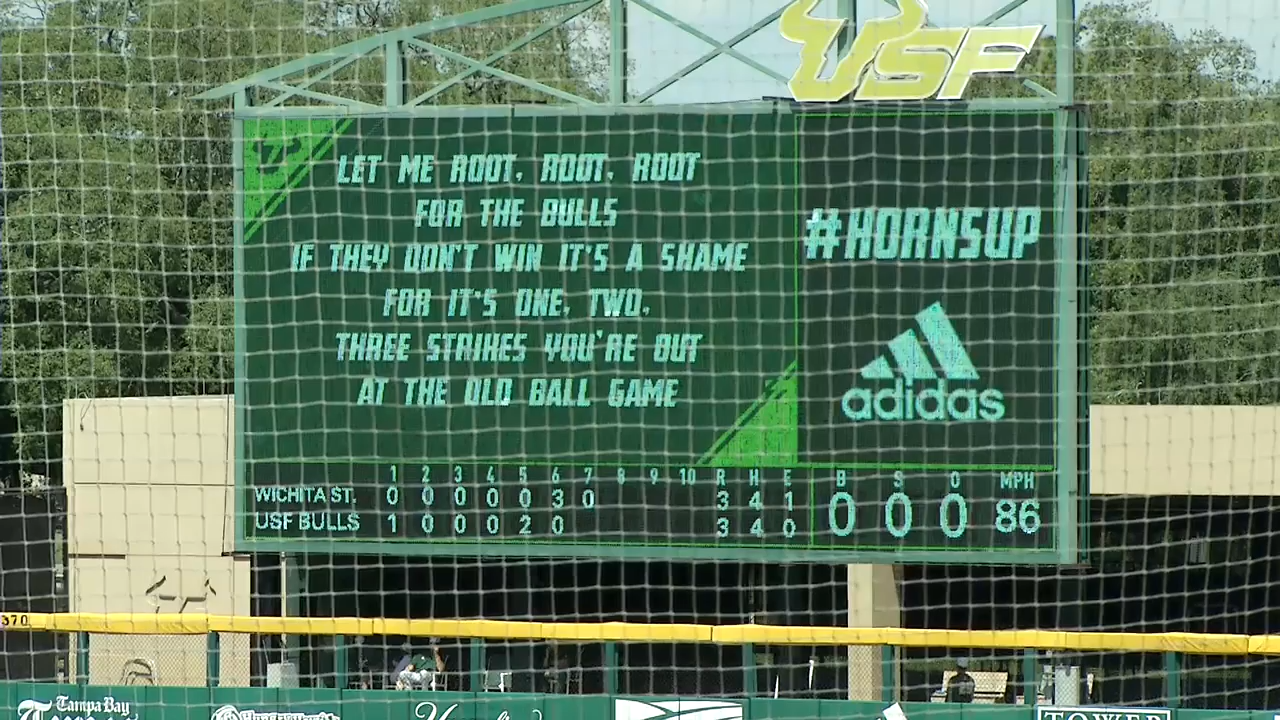 USF
LET ME ROOT, ROOT, ROOT
FOR THE BULLS
IF THEY DON'T WIN IT'S A SHAME
FOR IT'S ONE, TWO,
THREE STRIKES YOU'RE OUT
AT THE OLD BALL GAME
#HORNSUP
adidas
1 2 3 4 5 6 7 8 9 10 R H E B S O MPH
WICHITA ST. 0 0 0 0 0 3 0 3 4 1
USF BULLS 1 0 0 0 2 0 3 4 0
0 0 0 86
370
Tampa Bay